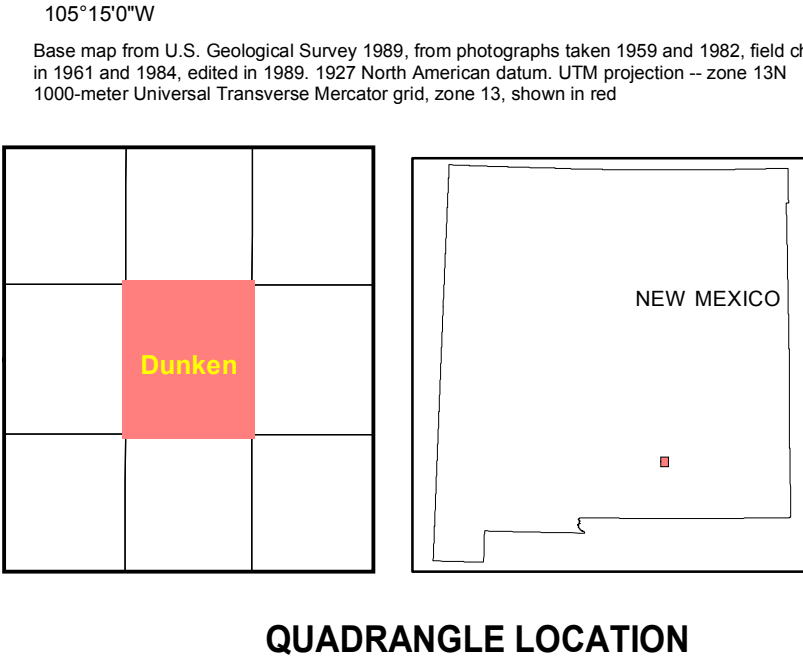 105°15'0"W
Base map from U.S. Geological Survey 1989, from photographs taken 1959 and 1982, field
in 1961 and 1984, edited in 1989. 1927 North American datum. UTM projection -- zone 13N
1000-meter Universal Transverse Mercator grid, zone 13, shown in red
NEW MEXICO
Dunken
QUADRANGLE LOCATION